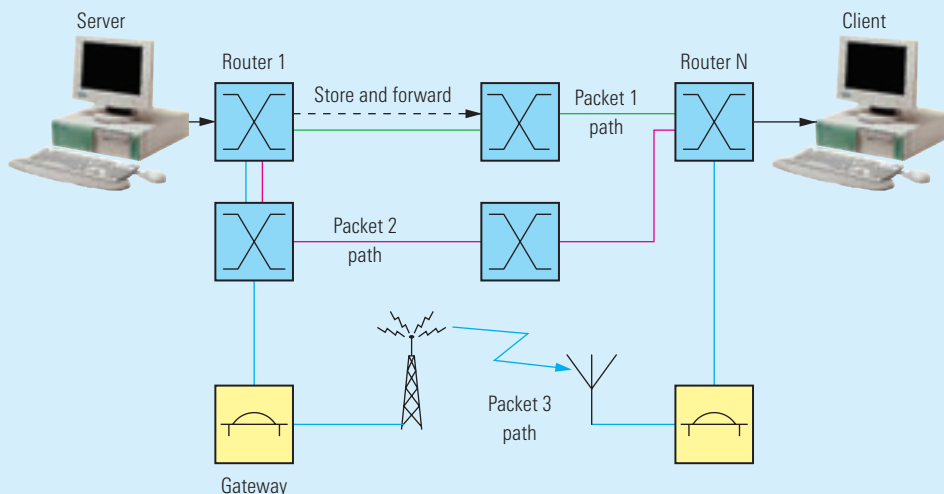 Server
Client
Router 1
Router N
Store and forward
Packet 1
path
Packet 2
path
Packet 3
path
Gateway